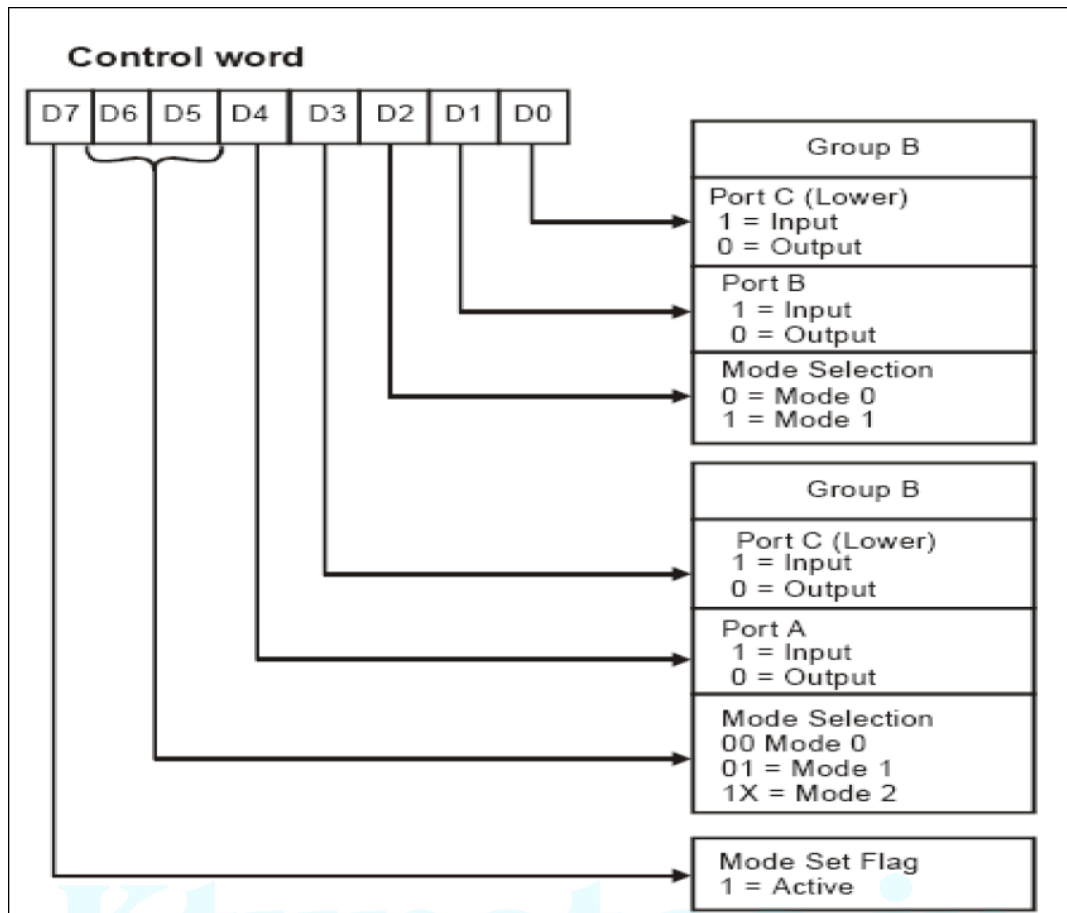 Control word
D7 D6 D5 D4 D3 D2 D1 D0
Group B
Port C (Lower)
1 = Input
0 = Output
Port B
1 = Input
0 = Output
Mode Selection
0 = Mode 0
1 = Mode 1
Group B
Port C (Lower)
1 = Input
0 = Output
Port A
1 = Input
0 = Output
Mode Selection
00 Mode 0
01 = Mode 1
1X = Mode 2
Mode Set Flag
1 = Active